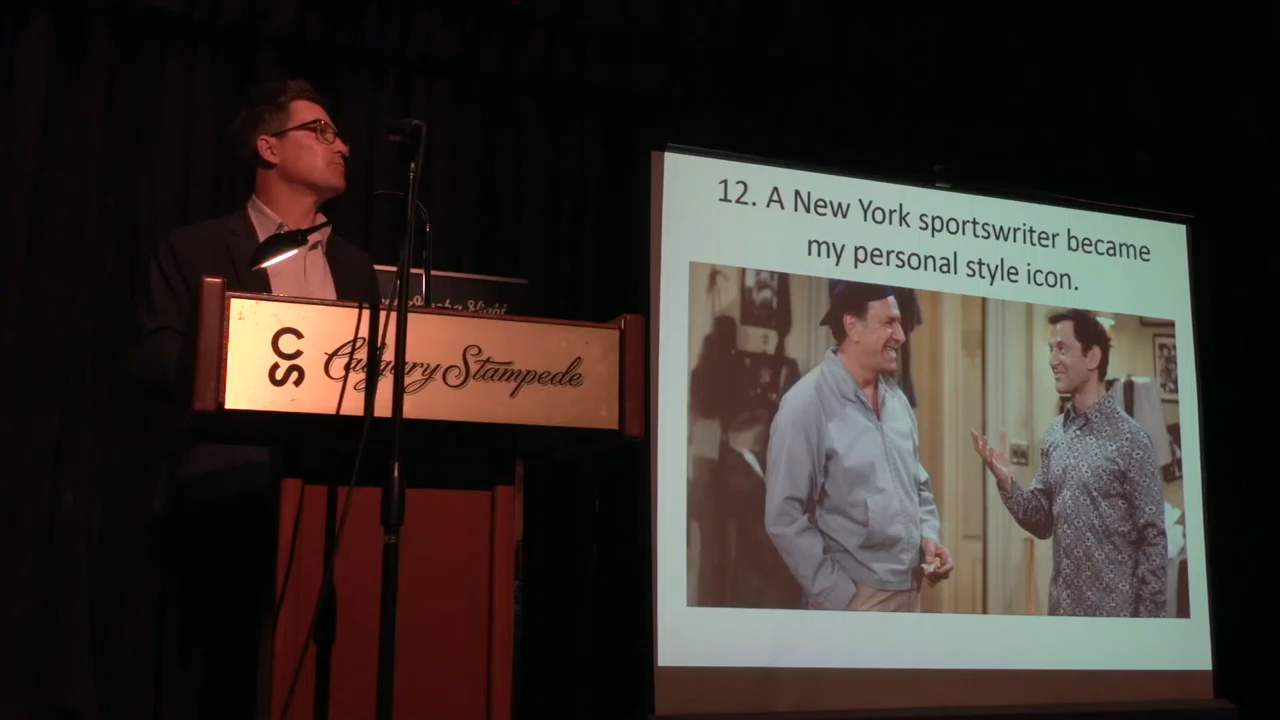 12. A New York sportswriter became
my personal style icon.
CS Calgary Stampede